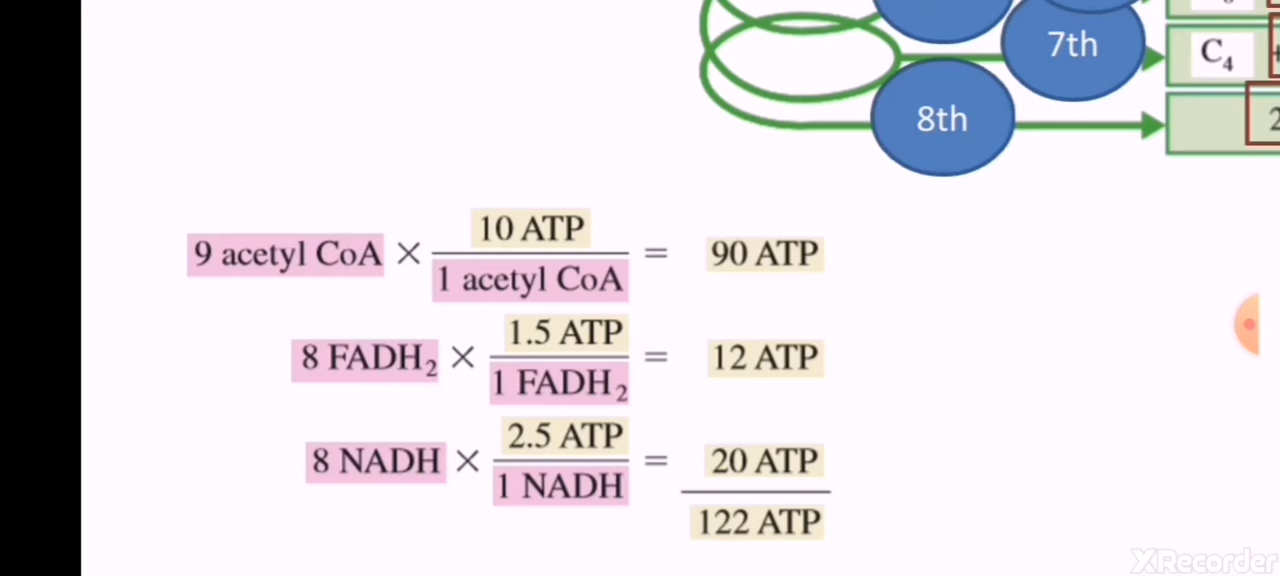 7th
C₄
8th
2
9 acetyl CoA × 10 ATP / 1 acetyl CoA = 90 ATP
8 FADH₂ × 1.5 ATP / 1 FADH₂ = 12 ATP
8 NADH × 2.5 ATP / 1 NADH = 20 ATP
122 ATP
XRecorder